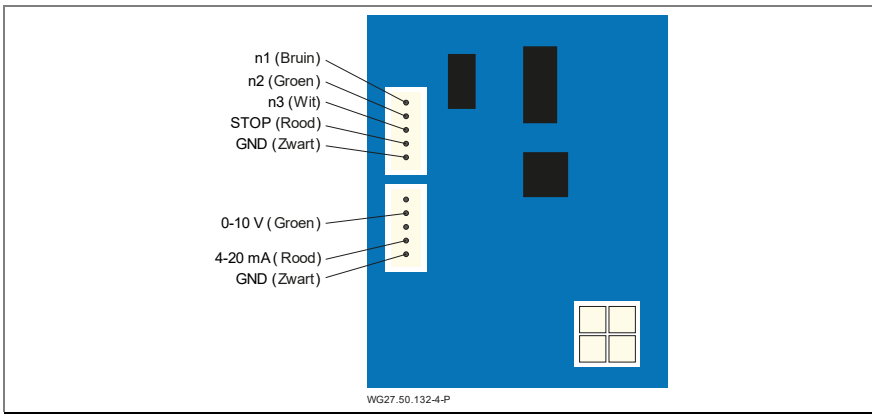 n1 (Bruin)
n2 (Groen)
n3 (Wit)
STOP (Rood)
GND (Zwart)
0-10 V (Groen)
4-20 mA (Rood)
GND (Zwart)
WG27.50.132-4-P